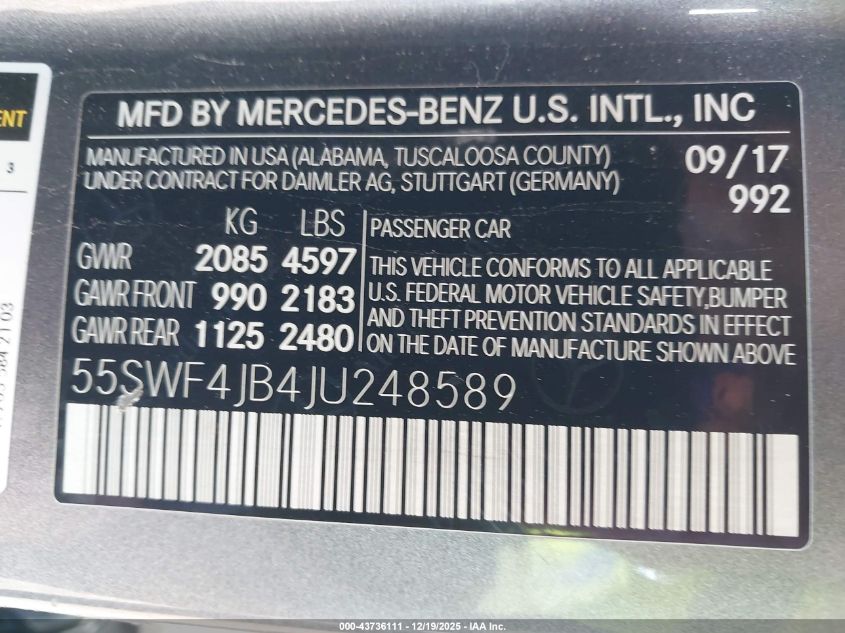 MFD BY MERCEDES-BENZ U.S. INTL., INC
MANUFACTURED IN USA (ALABAMA, TUSCALOOSA COUNTY)
UNDER CONTRACT FOR DAIMLER AG, STUTTGART (GERMANY)
09/17
992
KG LBS
GWWR 2085 4597
GAWR FRONT 990 2183
GAWR REAR 1125 2480
PASSENGER CAR
THIS VEHICLE CONFORMS TO ALL APPLICABLE
U.S. FEDERAL MOTOR VEHICLE SAFETY,BUMPER
AND THEFT PREVENTION STANDARDS IN EFFECT
ON THE DATE OF MANUFACTURE SHOWN ABOVE
55SWF4JB4JU248589
3
000-43736111 - 12/19/2025 - IAA Inc.